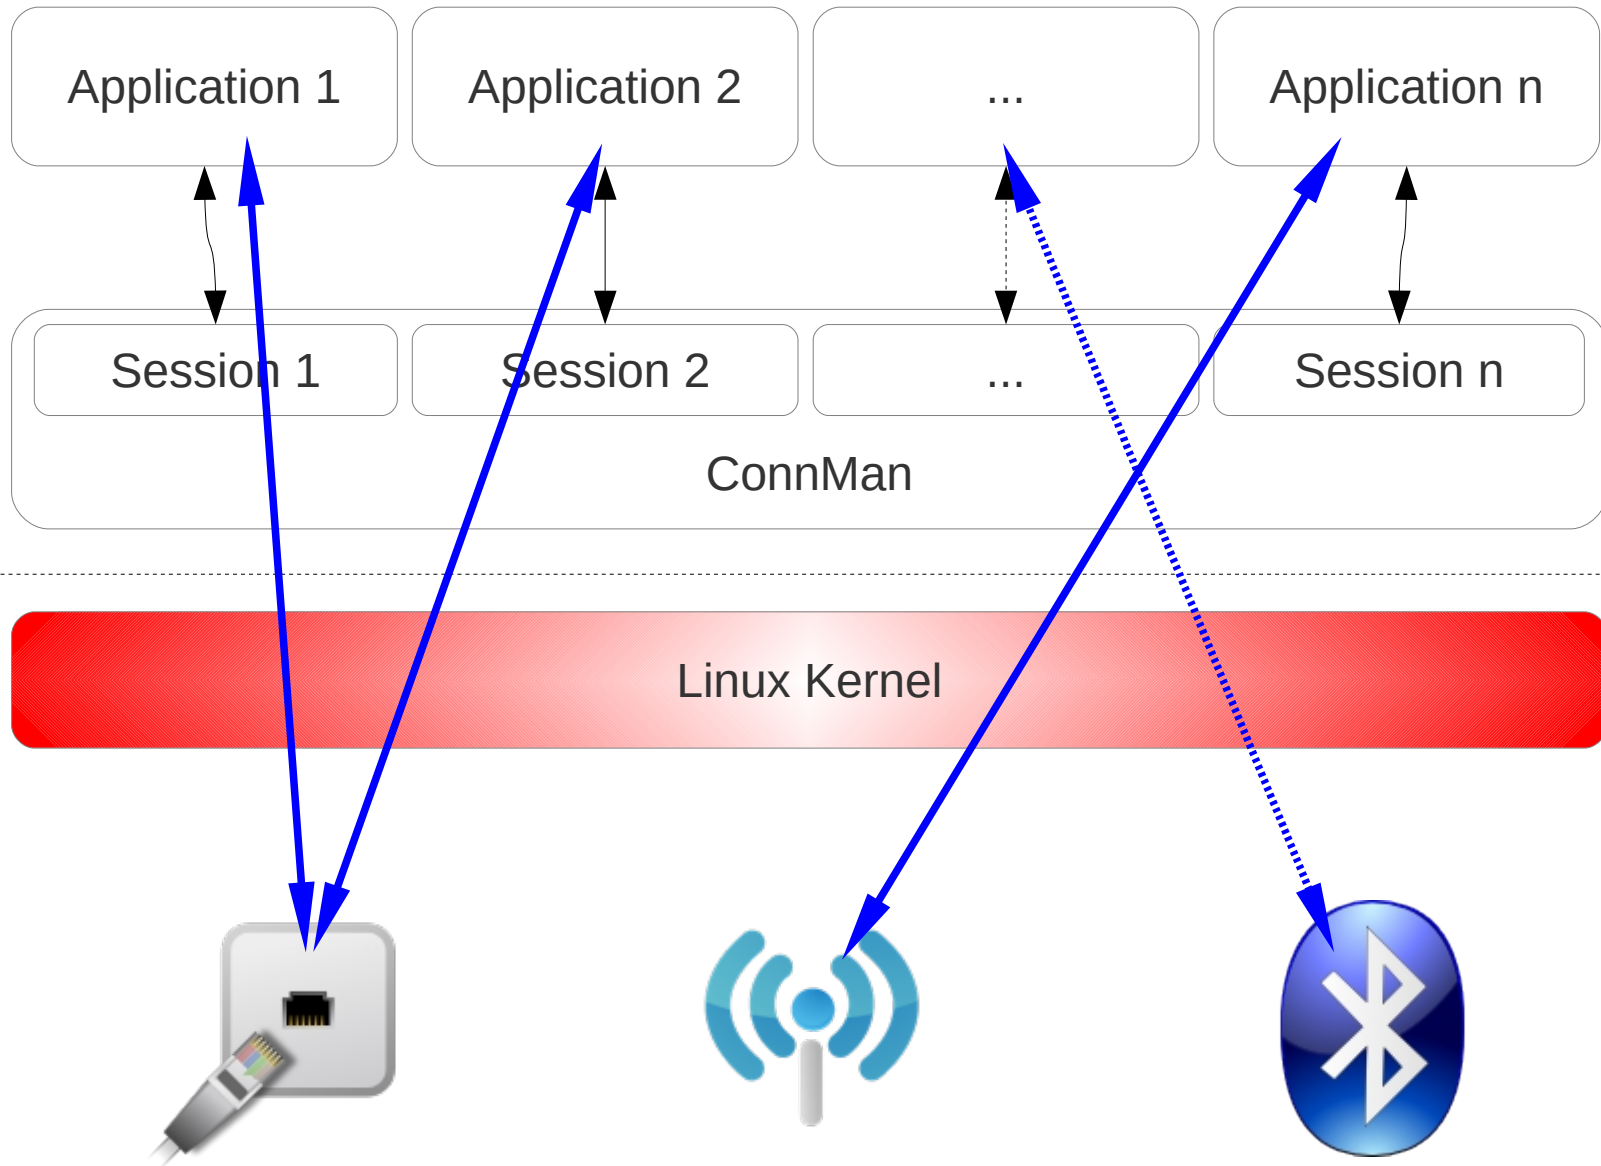 Application 1
Application 2
...
Application n
Session 1
Session 2
...
Session n
ConnMan
Linux Kernel